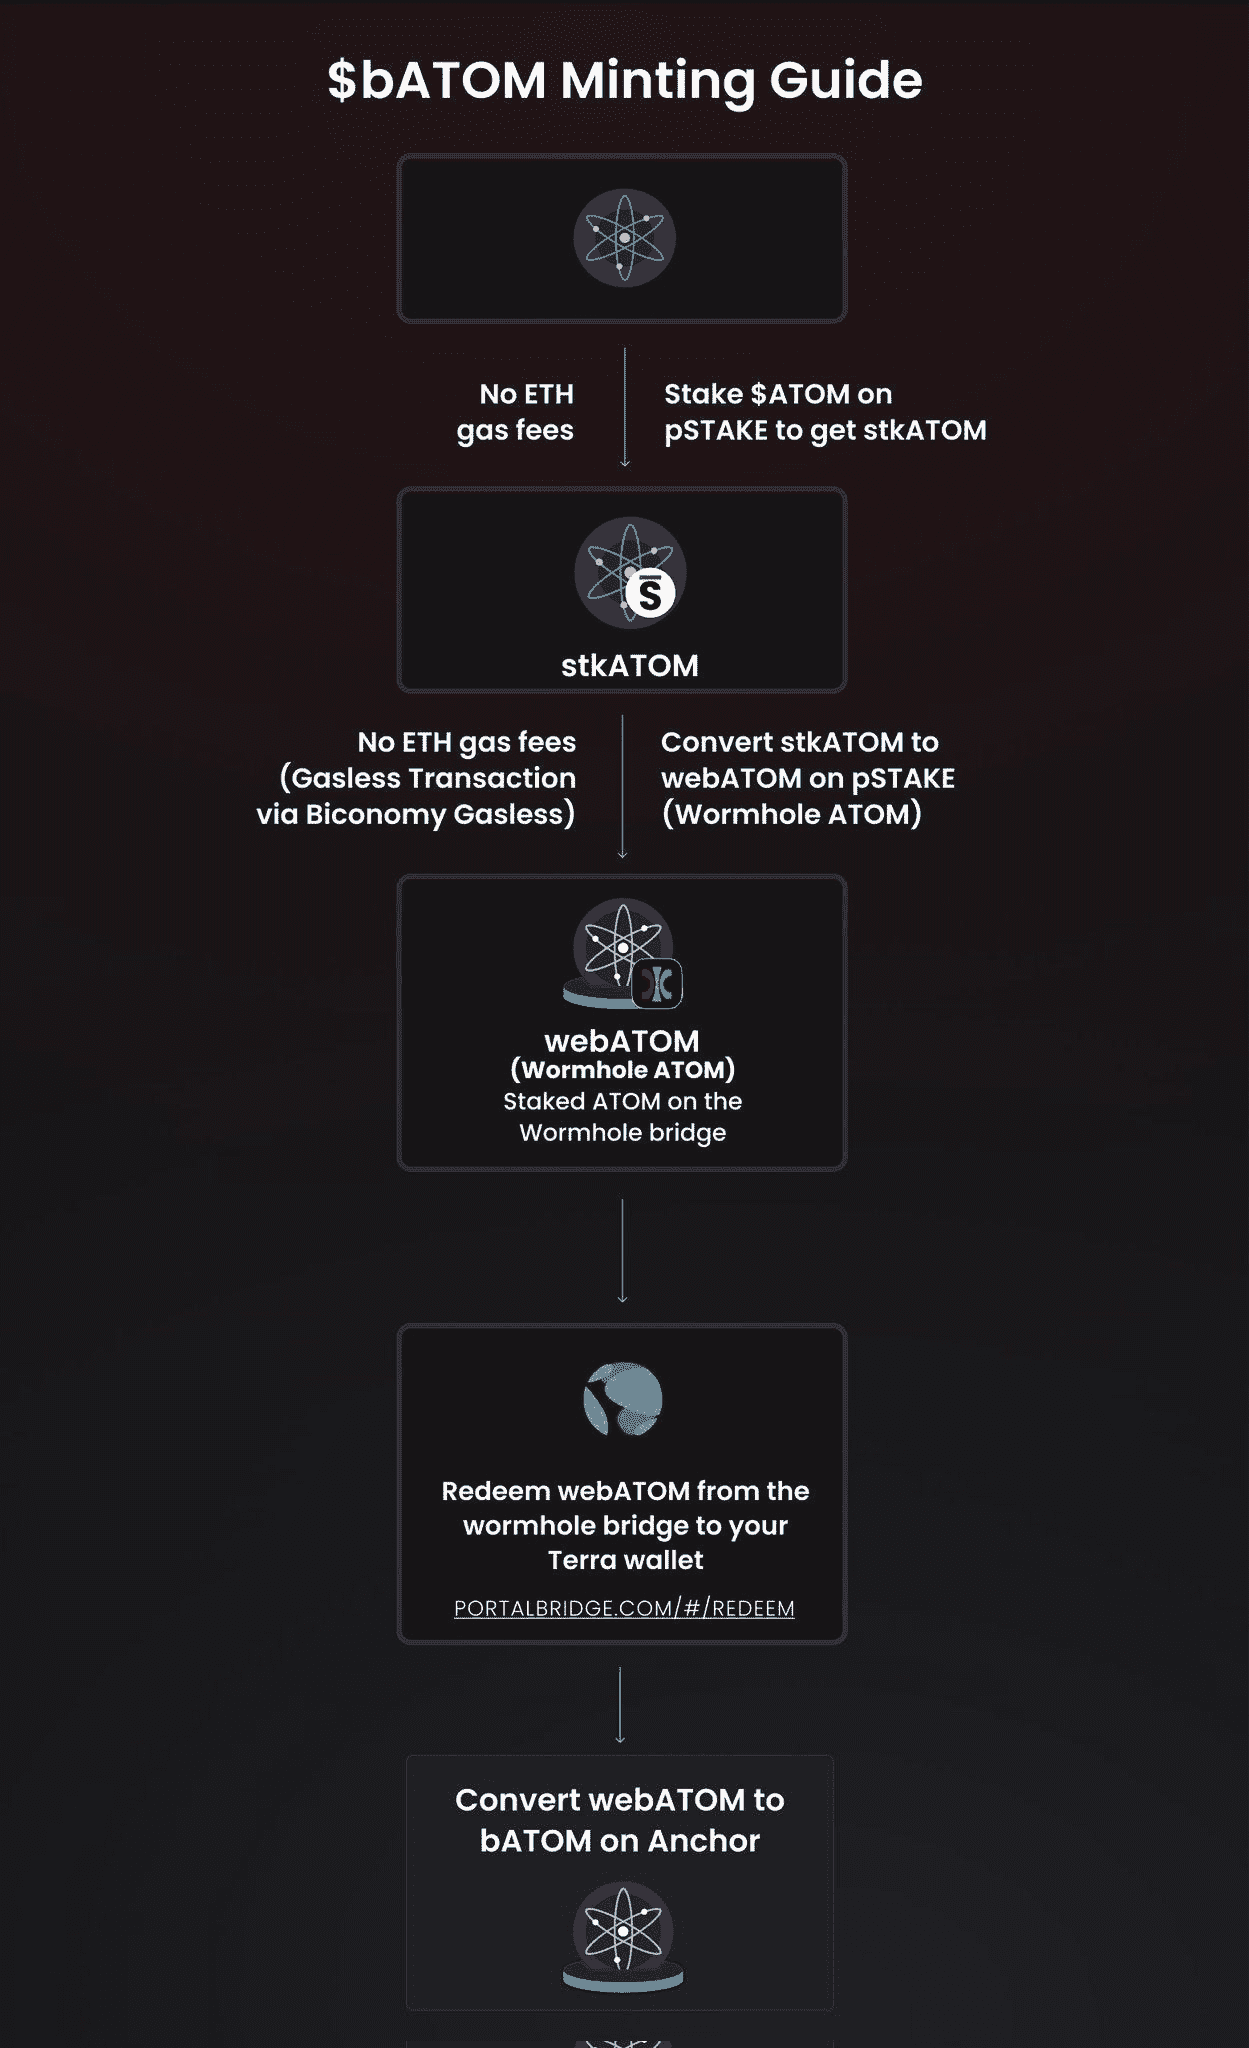 $bATOM Minting Guide
No ETH
gas fees
Stake $ATOM on
pSTAKE to get stkATOM
S
stkATOM
No ETH gas fees
(Gasless Transaction
via Biconomy Gasless)
Convert stkATOM to
webATOM on pSTAKE
(Wormhole ATOM)
webATOM
(Wormhole ATOM)
Staked ATOM on the
Wormhole bridge
Redeem webATOM from the
wormhole bridge to your
Terra wallet
PORTALBRIDGE.COM/#/REDEEM
Convert webATOM to
bATOM on Anchor